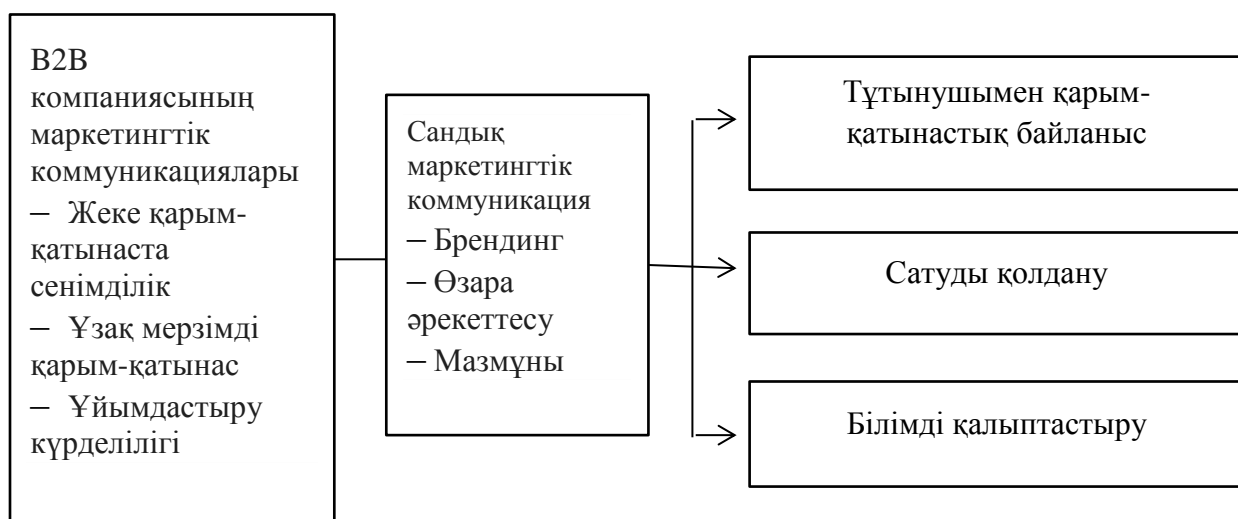 B2B
компаниясының
маркетингтік
коммуникациялары
– Жеке қарым-
қатынаста
сенімділік
– Ұзақ мерзімді
қарым-қатынас
– Ұйымдастыру
күрделілігі
Сандық
маркетингтік
коммуникация
– Брендинг
– Өзара
әрекеттесу
– Мазмұны
Тұтынушымен қарым-
қатынастық байланыс
Сатуды қолдану
Білімді қалыптастыру